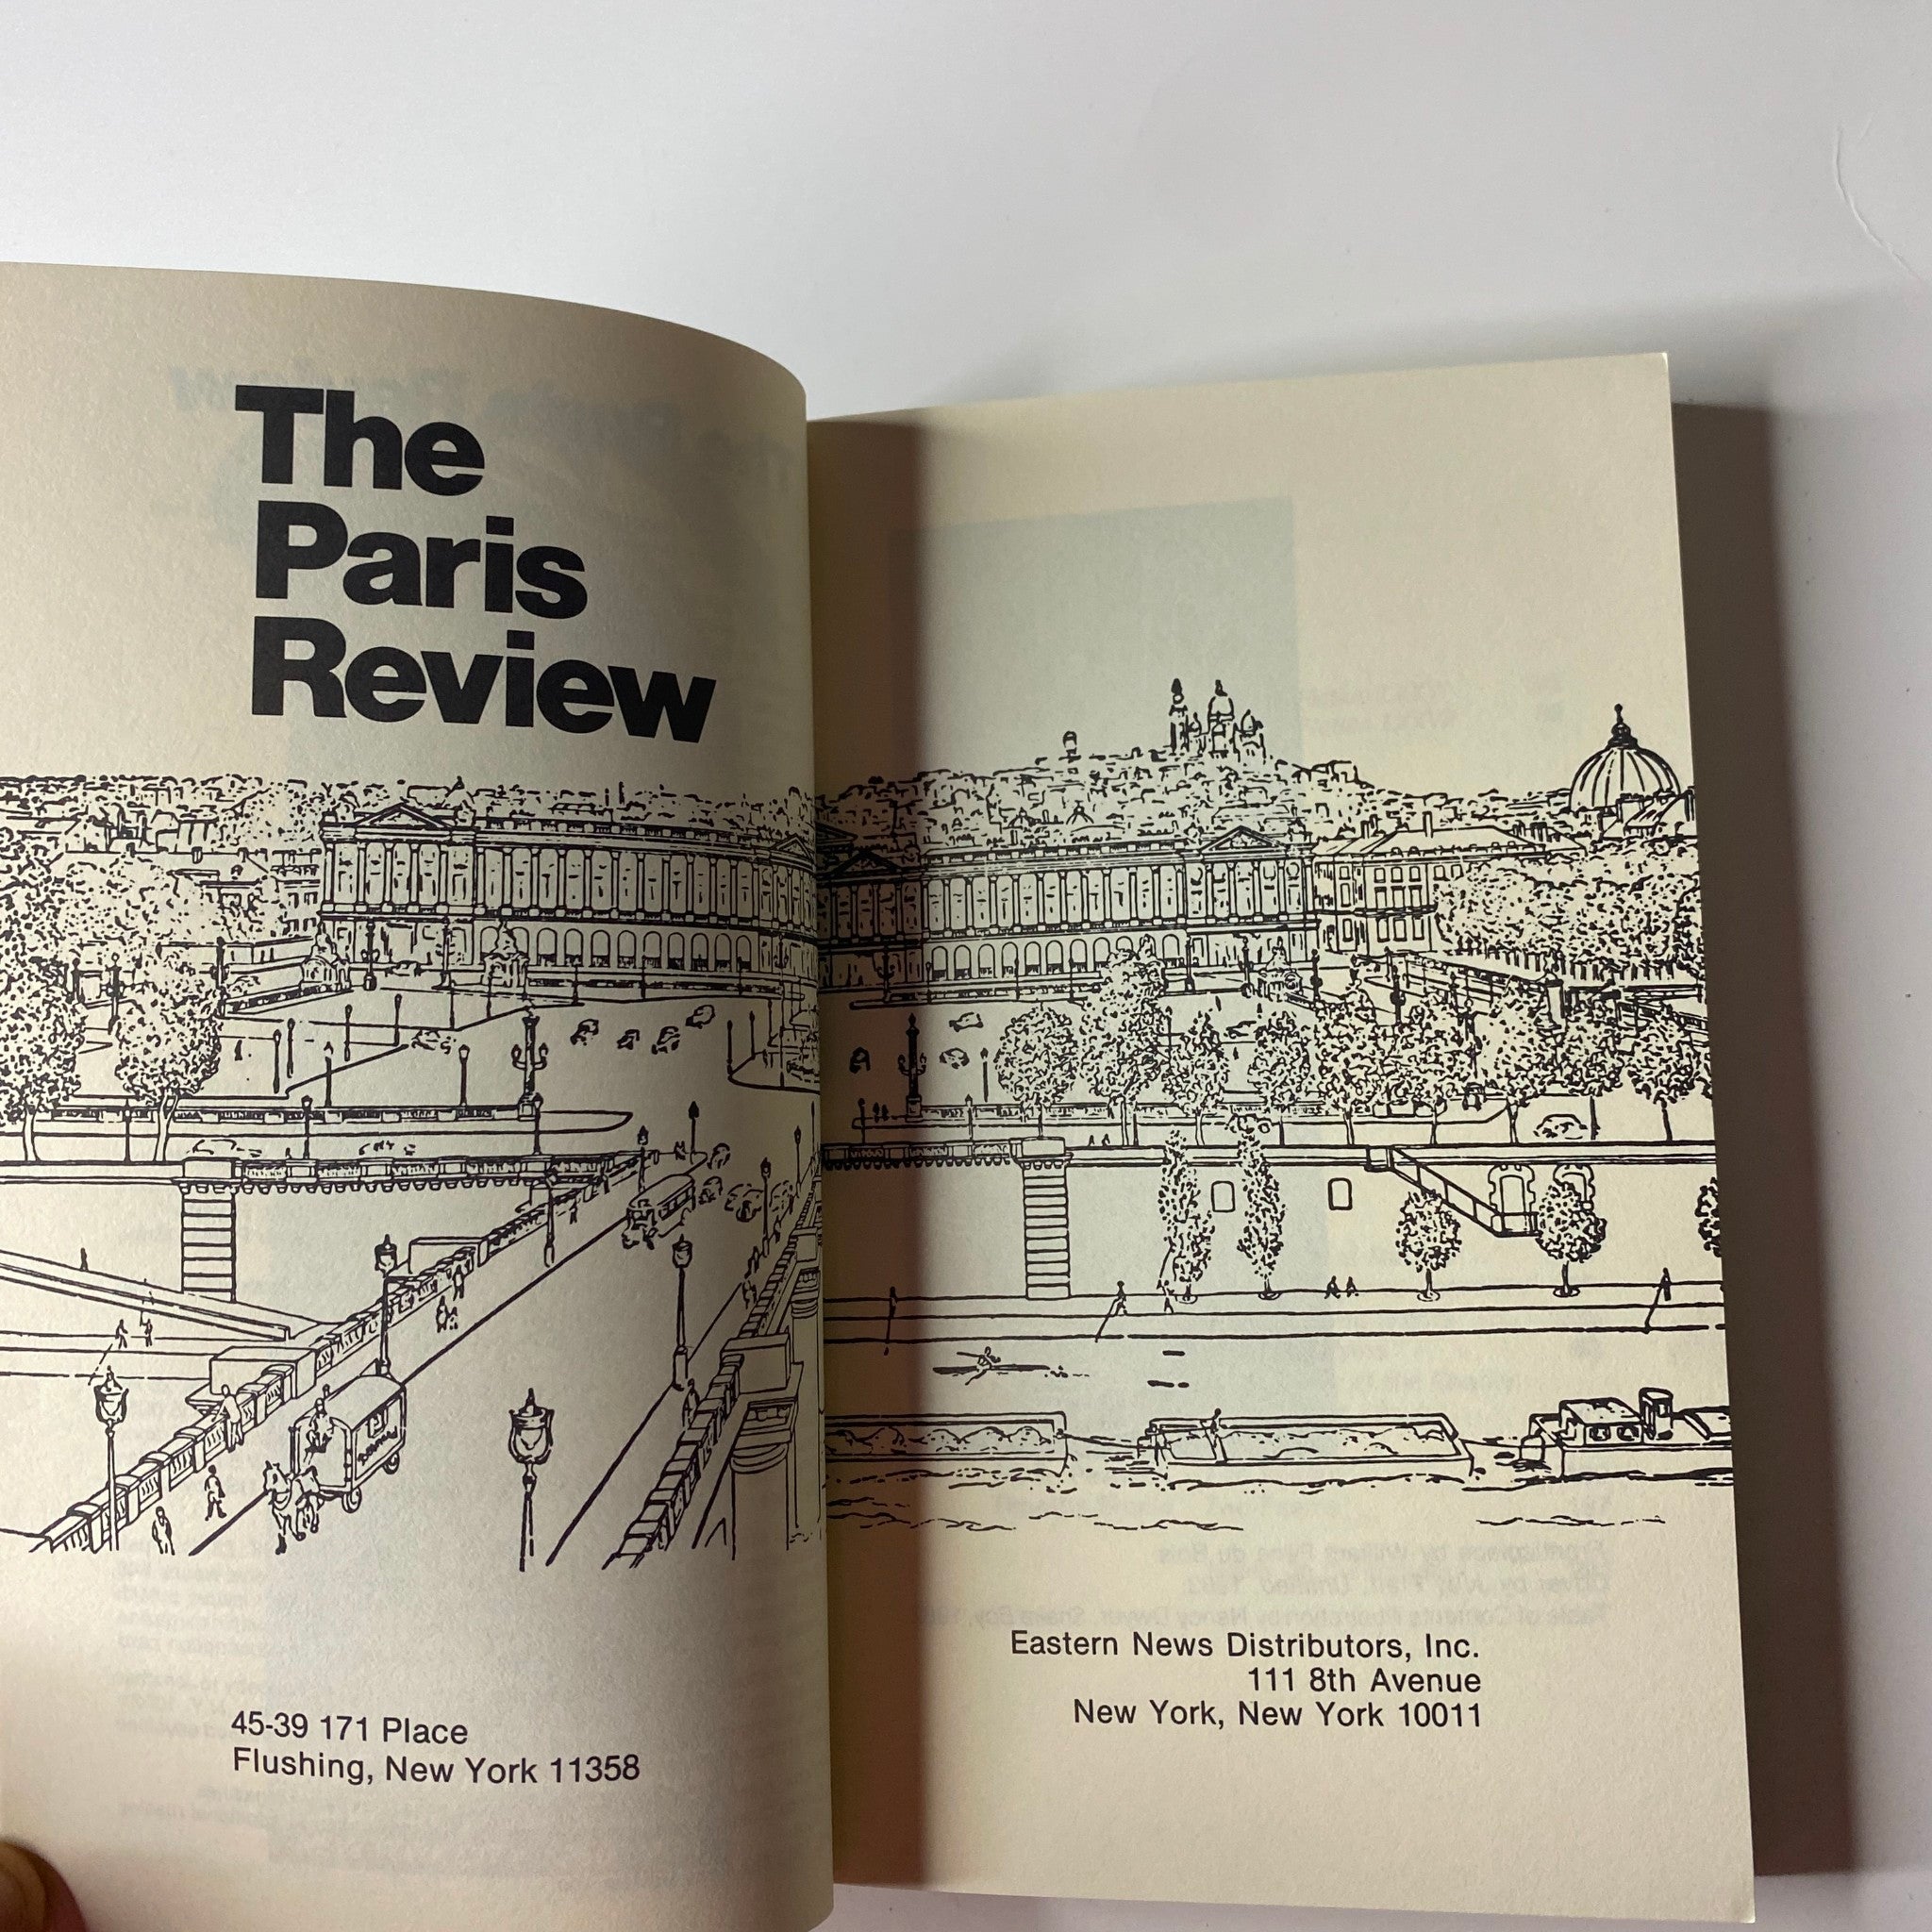 The
Paris
Review
45-39 171 Place
Flushing, New York 11358
Eastern News Distributors, Inc.
111 8th Avenue
New York, New York 10011